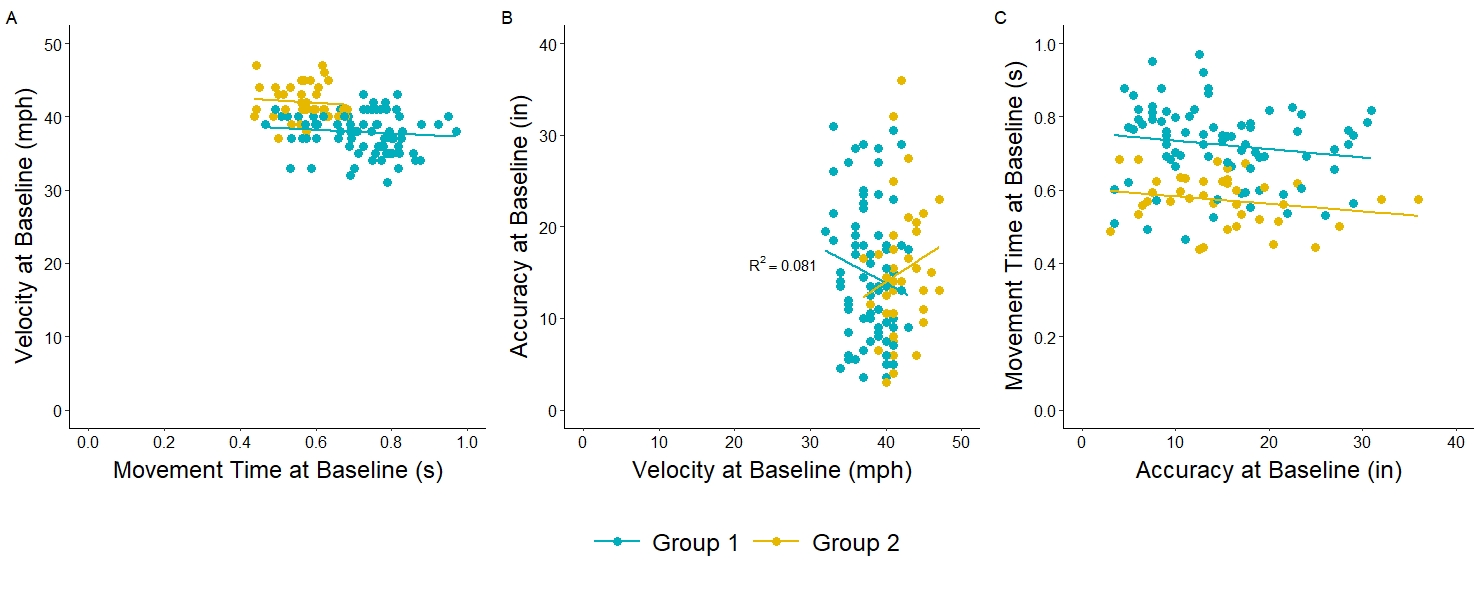 A
Velocity at Baseline (mph)
50
40
30
20
10
0
0.0 0.2 0.4 0.6 0.8 1.0
Movement Time at Baseline (s)
B
Accuracy at Baseline (in)
40
30
20
10
0
R² = 0.081
0 10 20 30 40 50
Velocity at Baseline (mph)
C
Movement Time at Baseline (s)
1.0
0.8
0.6
0.4
0.2
0.0
0 10 20 30 40
Accuracy at Baseline (in)
Group 1 Group 2